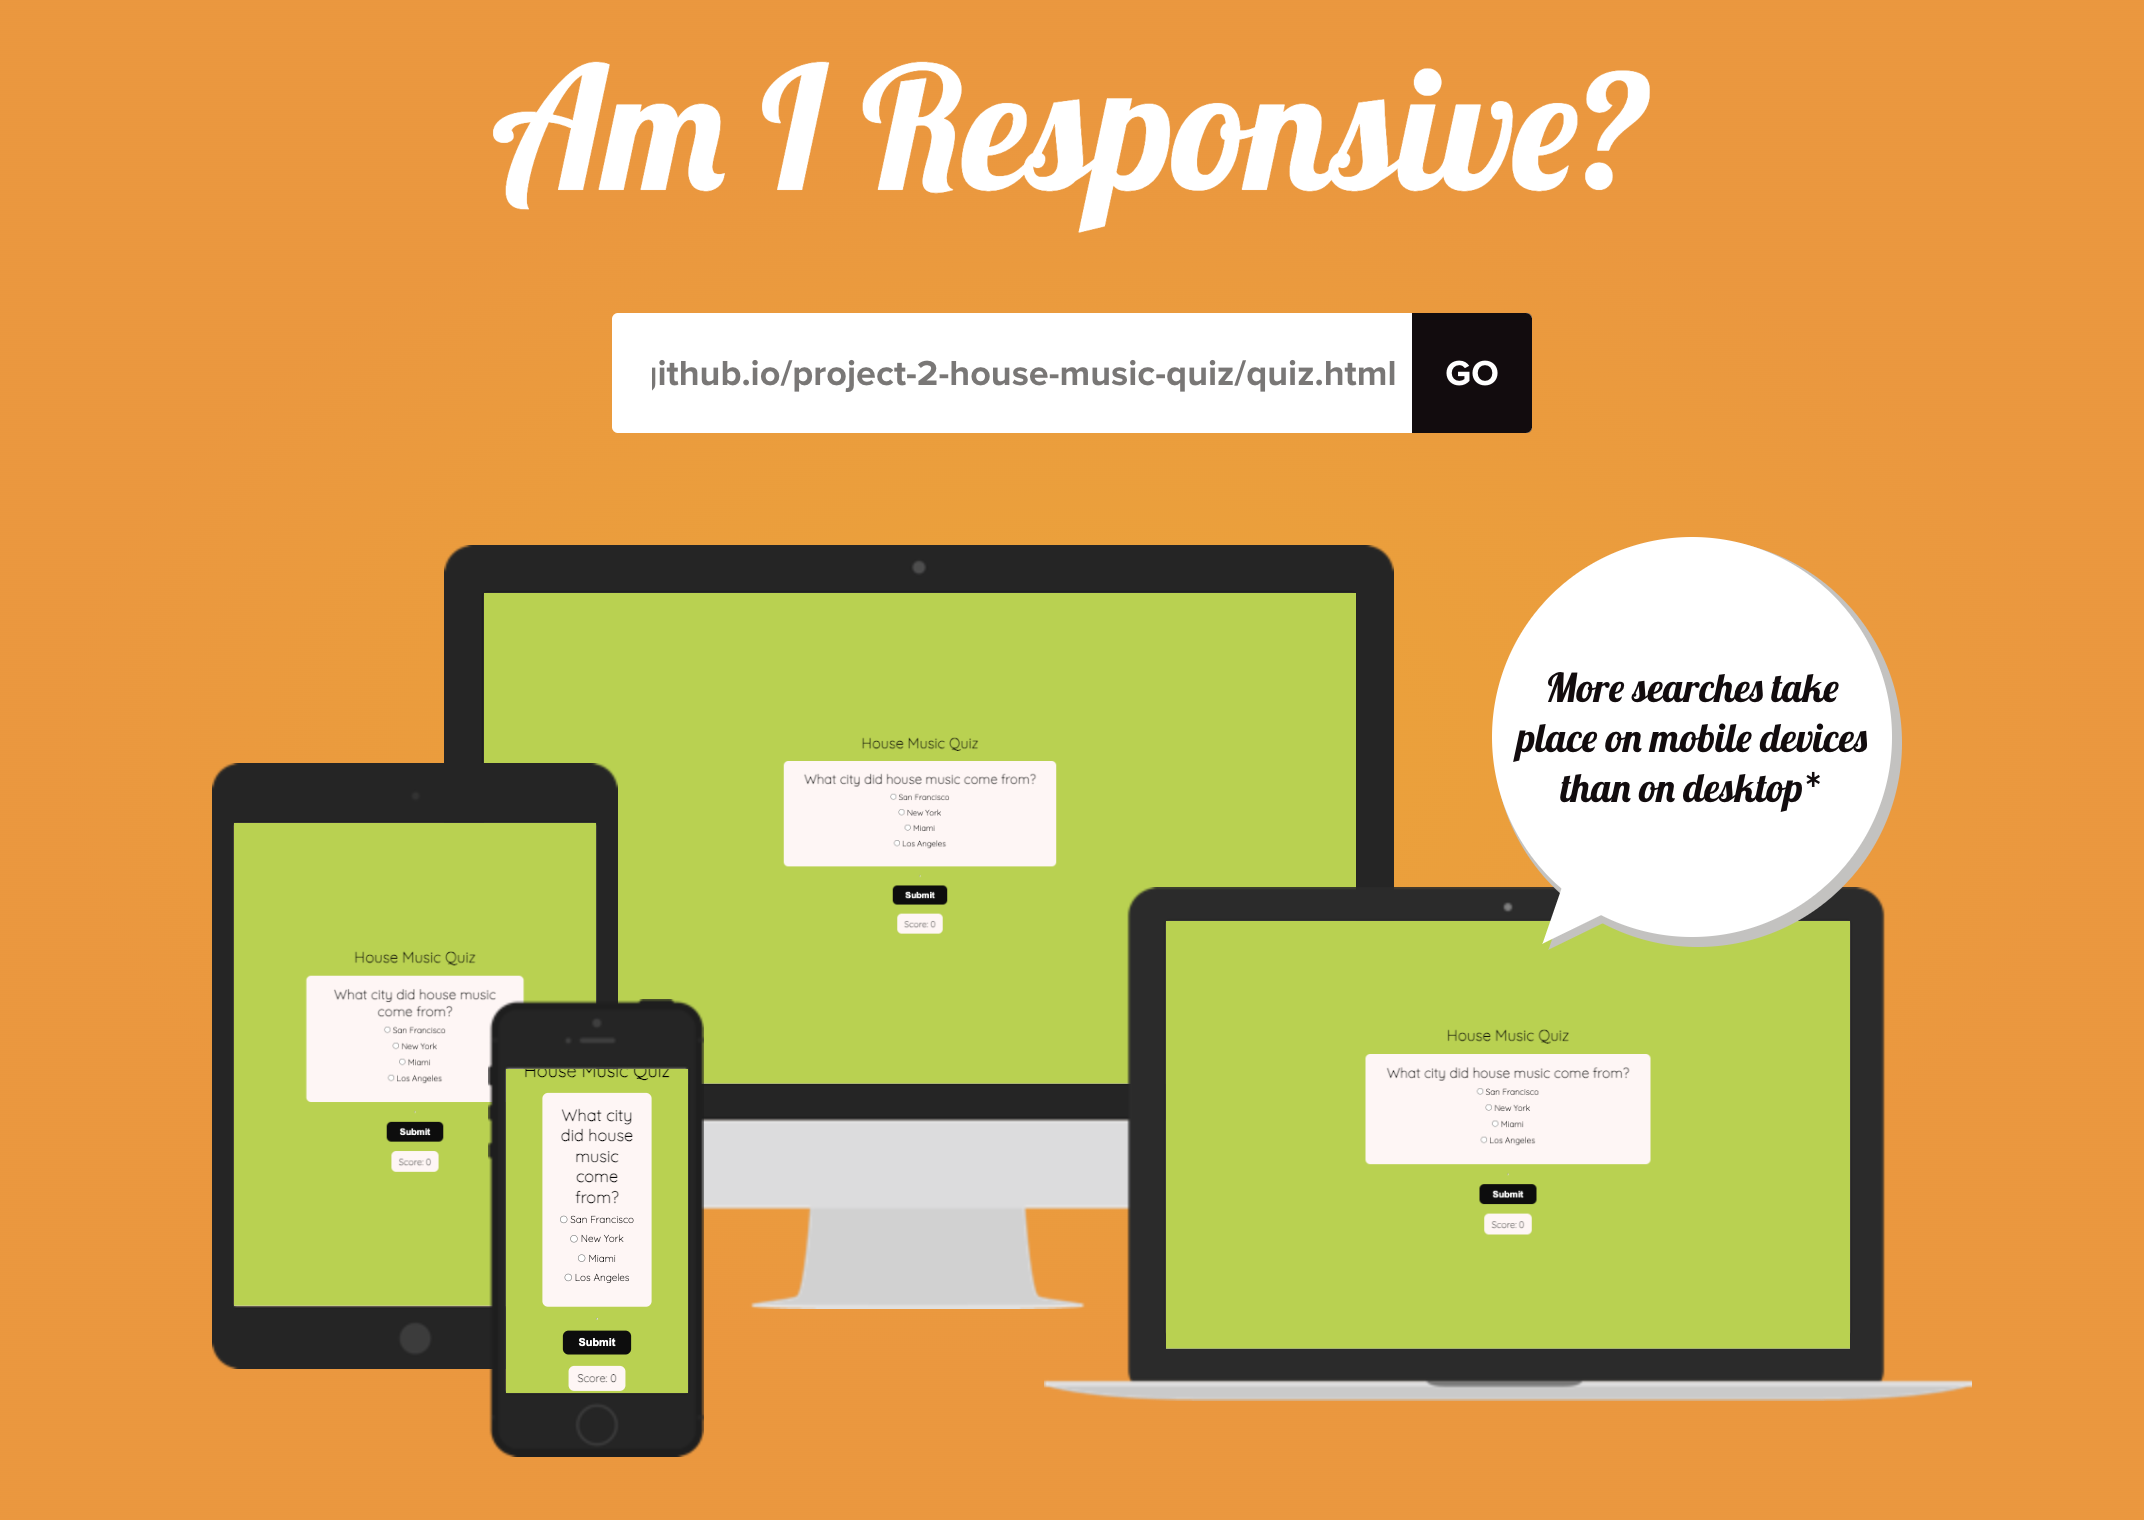 Am I Responsive?
github.io/project-2-house-music-quiz/quiz.html
GO
More searches take
place on mobile devices
than on desktop*
House Music Quiz
What city did house music come from?
San Francisco
New York
Miami
Los Angeles
Submit
Score: 0
House Music Quiz
What city did house music
come from?
San Francisco
New York
Miami
Los Angeles
Submit
Score: 0
House Music Quiz
What city
did house
music
come
from?
San Francisco
New York
Miami
Los Angeles
Submit
Score: 0
House Music Quiz
What city did house music come from?
San Francisco
New York
Miami
Los Angeles
Submit
Score: 0